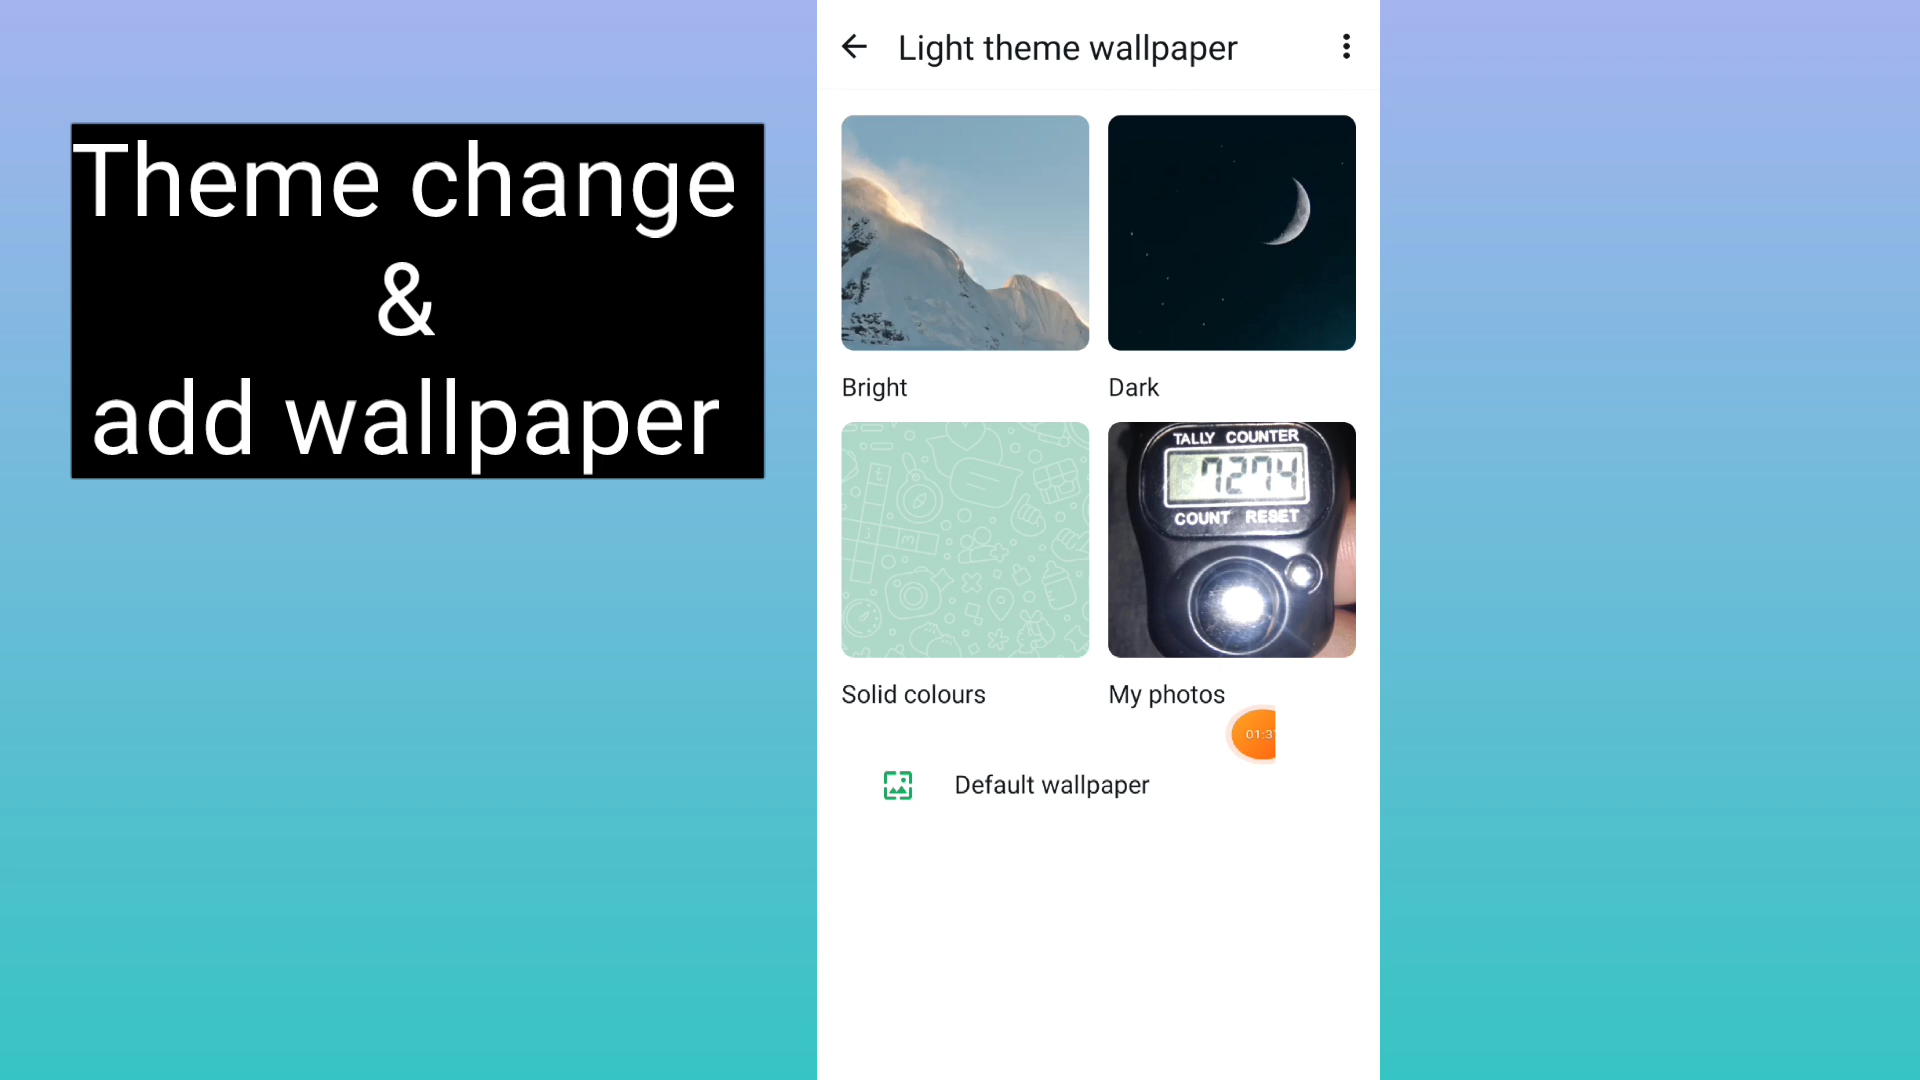 Theme change
&
add wallpaper
Light theme wallpaper
Bright
Dark
TALLY COUNTER
7274
COUNT RESET
Solid colours
My photos
Default wallpaper